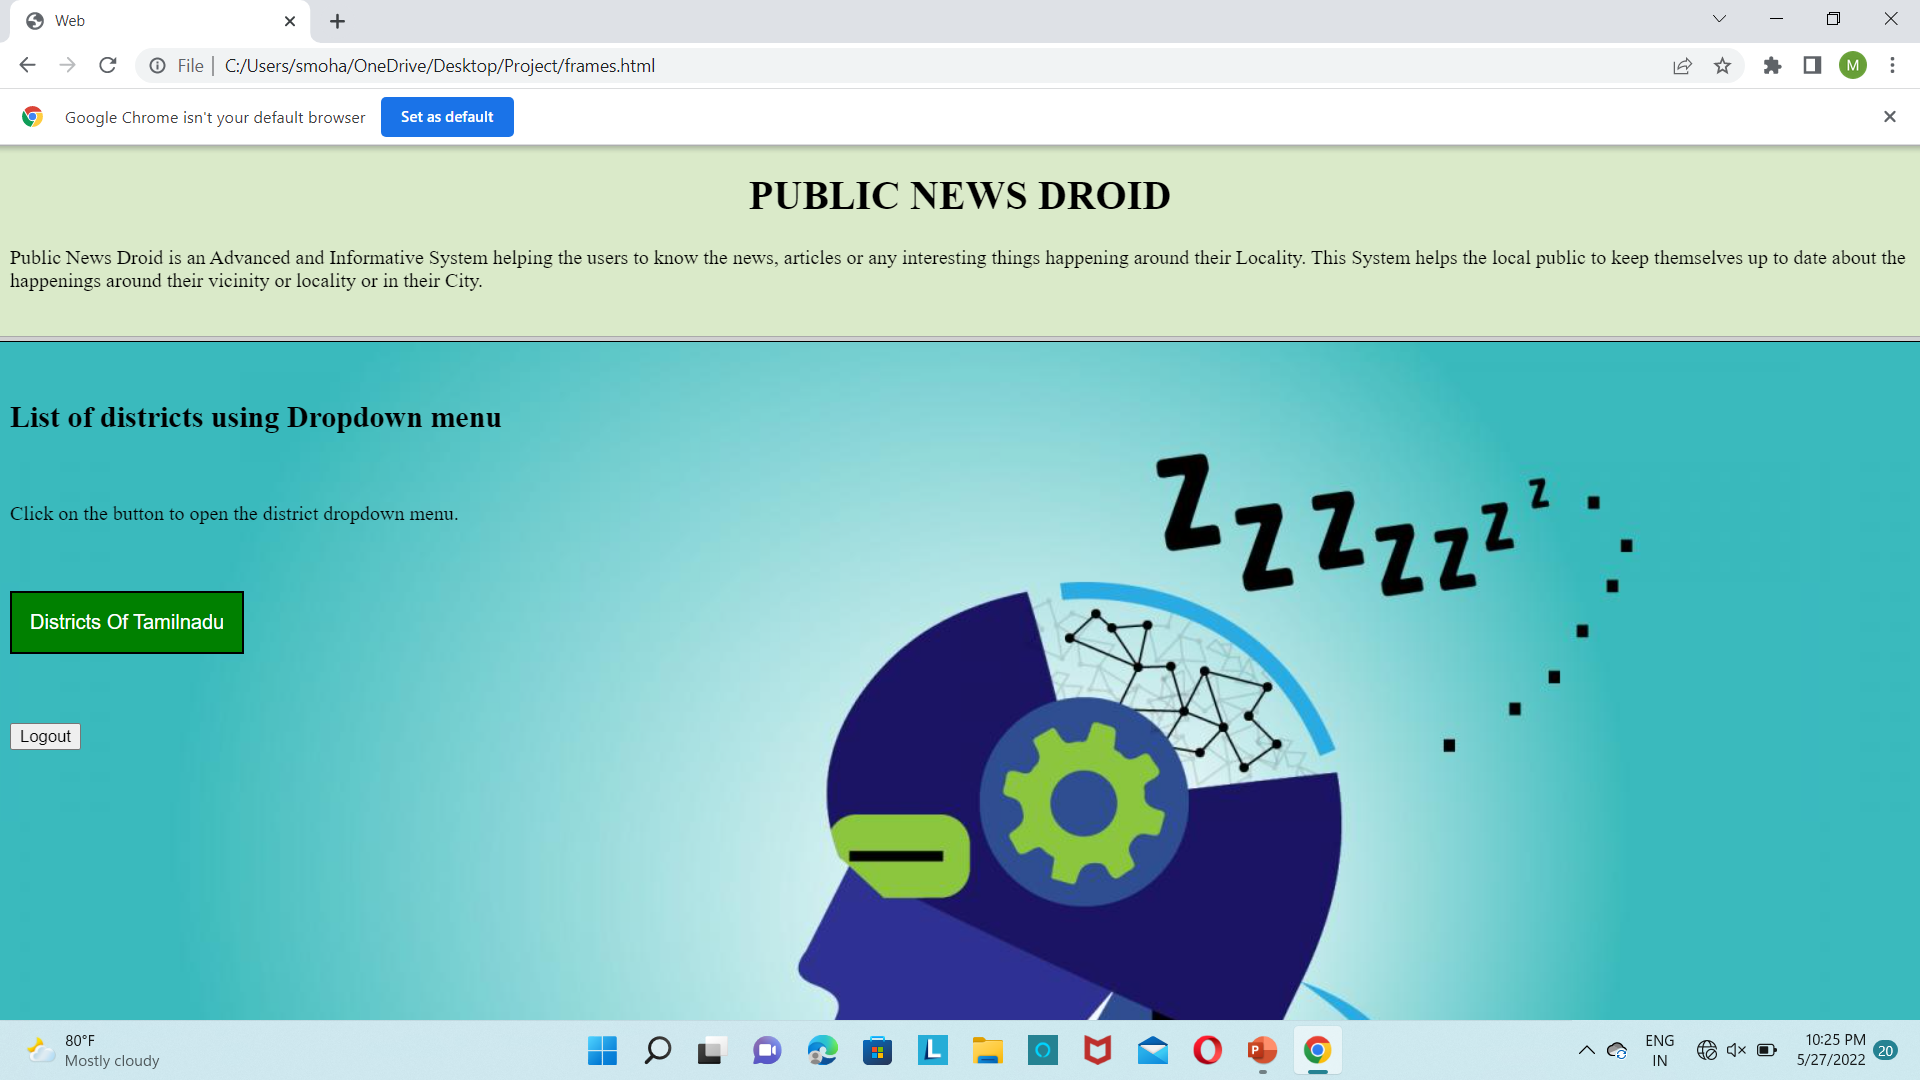 Web
File
C:/Users/smoha/OneDrive/Desktop/Project/frames.html
M
Google Chrome isn't your default browser
Set as default
PUBLIC NEWS DROID
Public News Droid is an Advanced and Informative System helping the users to know the news, articles or any interesting things happening around their Locality. This System helps the local public to keep themselves up to date about the
happenings around their vicinity or locality or in their City.
List of districts using Dropdown menu
Click on the button to open the district dropdown menu.
Districts Of Tamilnadu
Logout
z z z z z z z
80°F
Mostly cloudy
L
P
ENG
IN
10:25 PM
5/27/2022
20